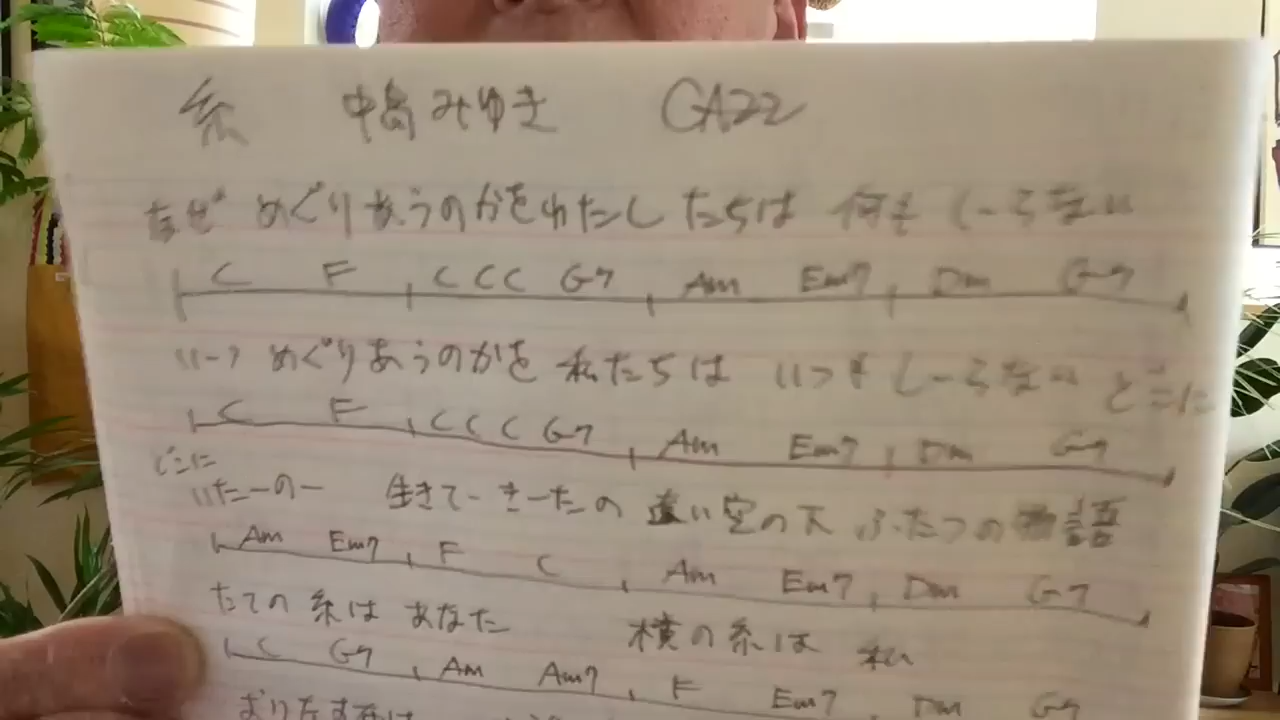 糸 中島みゆき CA22
なぜ めぐりあうのかをわたし たちは 何も しーらない
C F C C C G7 Am Em7 Dm G7
いーつ めぐりあうのかを 私たちは いつも しーらない どこに
C F C C C G7 Am Em7 Dm G7
どこに
いたーのー 生きてーきーたの 遠い空の下 ふたつの物語
Am Em7 F C Am Em7 Dm G7
たての 糸は あなた 横の糸は 私
C G7 Am Am7 F Em7 Dm G7